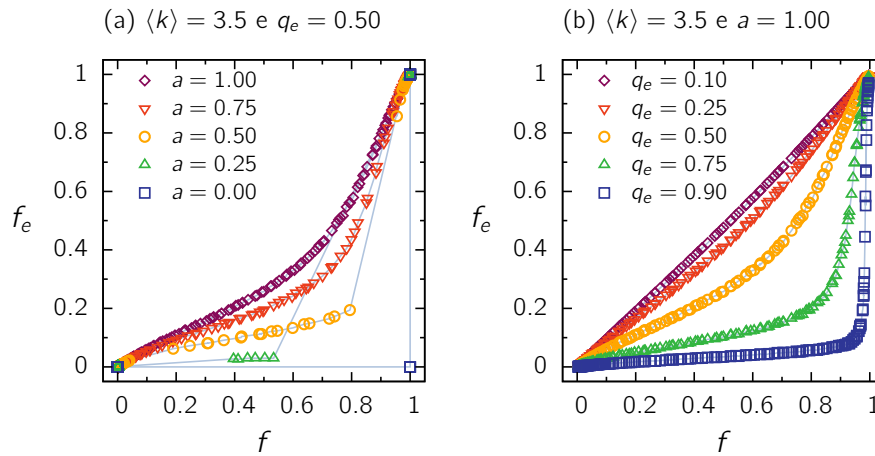 (a) ⟨k⟩ = 3.5 e q_e = 0.50
f_e
1
0.8
0.6
0.4
0.2
0
a = 1.00
a = 0.75
a = 0.50
a = 0.25
a = 0.00
0 0.2 0.4 0.6 0.8 1
f
(b) ⟨k⟩ = 3.5 e a = 1.00
f_e
1
0.8
0.6
0.4
0.2
0
q_e = 0.10
q_e = 0.25
q_e = 0.50
q_e = 0.75
q_e = 0.90
0 0.2 0.4 0.6 0.8 1
f